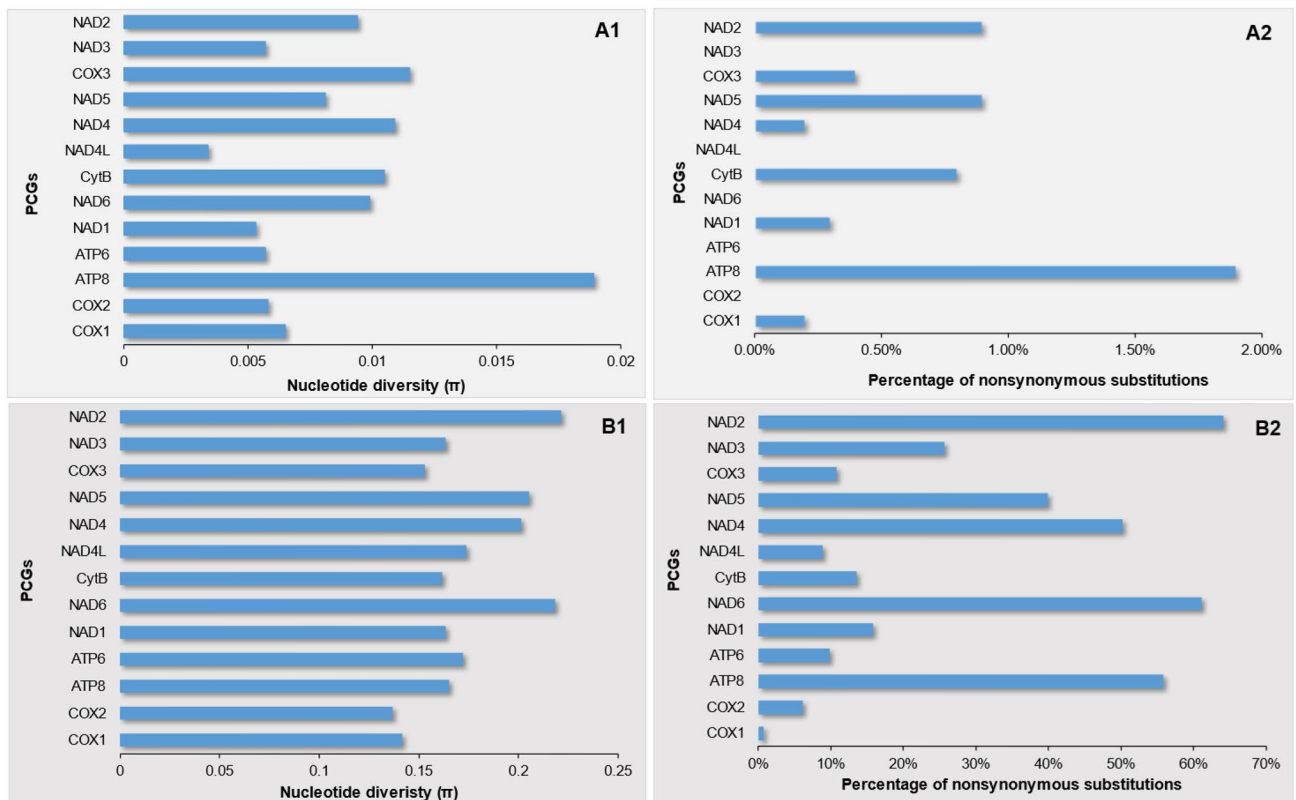 A1
NAD2
NAD3
COX3
NAD5
NAD4
NAD4L
CytB
NAD6
NAD1
ATP6
ATP8
COX2
COX1
PCGs
0 0.005 0.01 0.015 0.02
Nucleotide diversity (π)
A2
NAD2
NAD3
COX3
NAD5
NAD4
NAD4L
CytB
NAD6
NAD1
ATP6
ATP8
COX2
COX1
PCGs
0.00% 0.50% 1.00% 1.50% 2.00%
Percentage of nonsynonymous substitutions
B1
NAD2
NAD3
COX3
NAD5
NAD4
NAD4L
CytB
NAD6
NAD1
ATP6
ATP8
COX2
COX1
PCGs
0 0.05 0.1 0.15 0.2 0.25
Nucleotide diveristy (π)
B2
NAD2
NAD3
COX3
NAD5
NAD4
NAD4L
CytB
NAD6
NAD1
ATP6
ATP8
COX2
COX1
PCGs
0% 10% 20% 30% 40% 50% 60% 70%
Percentage of nonsynonymous substitutions